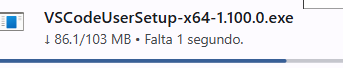 VSCodeUserSetup-x64-1.100.0.exe
↓ 86.1/103 MB • Falta 1 segundo.